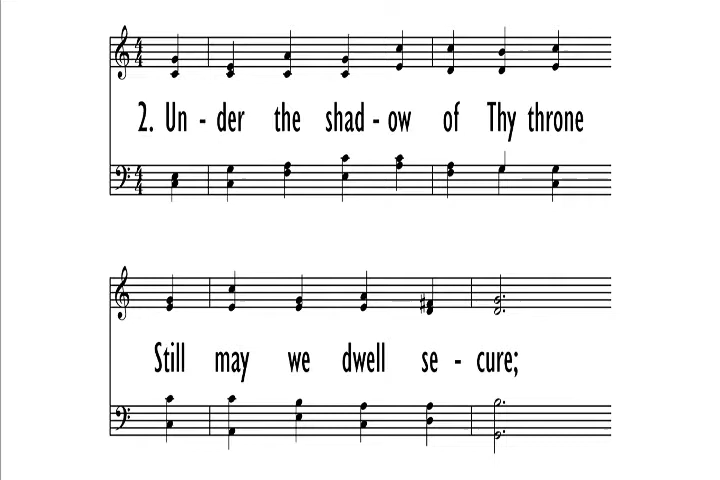 2. Un - der the shad - ow of Thy throne
Still may we dwell se - cure;